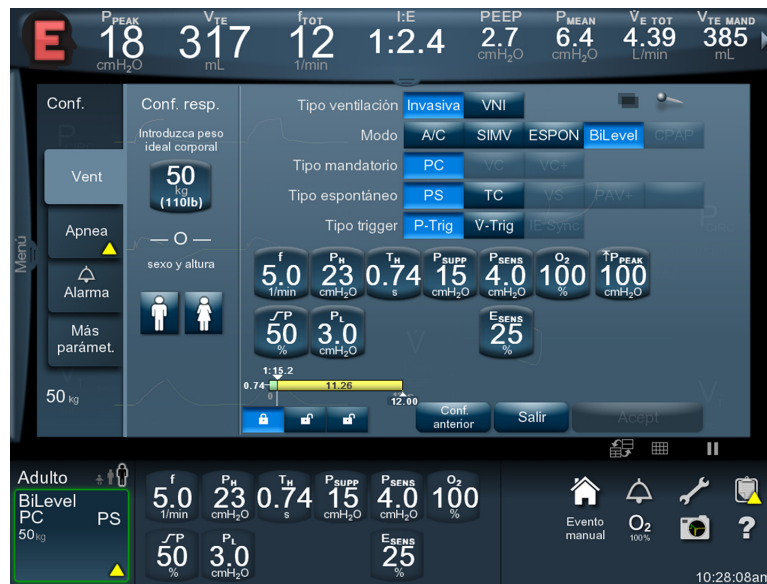 E
PPEAK
18
cmH2O
VTE
317
mL
fTOT
12
1/min
I:E
1:2.4
PEEP
2.7
cmH2O
PMEAN
6.4
cmH2O
V̇E TOT
4.39
L/min
VTE MAND
385
mL
Menú
Conf.
Vent
Apnea
Alarma
Más
parámet.
50 kg
Conf. resp.
Introduzca peso
ideal corporal
50
kg
(110lb)
— O —
sexo y altura
Tipo ventilación Invasiva VNI
Modo A/C SIMV ESPON BiLevel CPAP
Tipo mandatorio PC VC VC+
Tipo espontáneo PS TC VS PAV+
Tipo trigger P-Trig V̇-Trig IE Sync
f PH TH PSUPP PSENS O2 PPEAK
5.0 23 0.74 15 4.0 100 100
1/min cmH2O s cmH2O cmH2O % cmH2O
P PL ESENS
50 3.0 25
% cmH2O %
1:15.2
0.74 11.26
0 12.00
Conf.
anterior
Salir
Acept
Adulto
BiLevel
PC PS
50kg
f PH TH PSUPP PSENS O2
5.0 23 0.74 15 4.0 100
1/min cmH2O s cmH2O cmH2O %
P PL ESENS
50 3.0 25
% cmH2O %
Evento
manual
O2
100%
?
10:28:08am